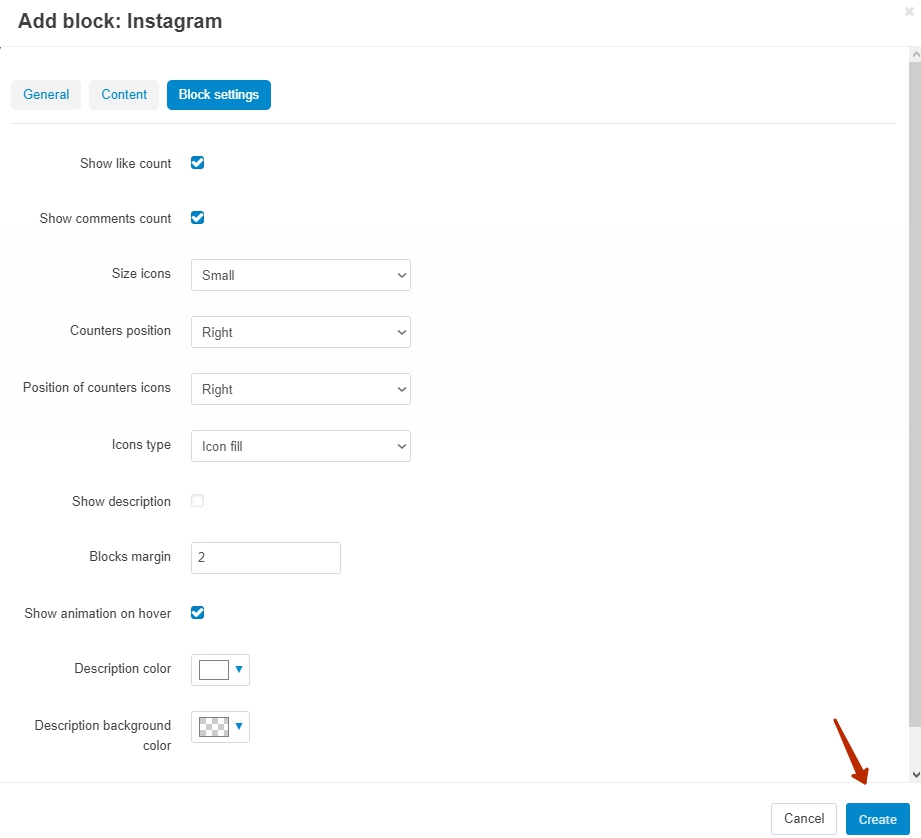 Add block: Instagram
General Content Block settings
Show like count
Show comments count
Size icons Small
Counters position Right
Position of counters icons Right
Icons type Icon fill
Show description
Blocks margin 2
Show animation on hover
Description color
Description background
color
Cancel Create